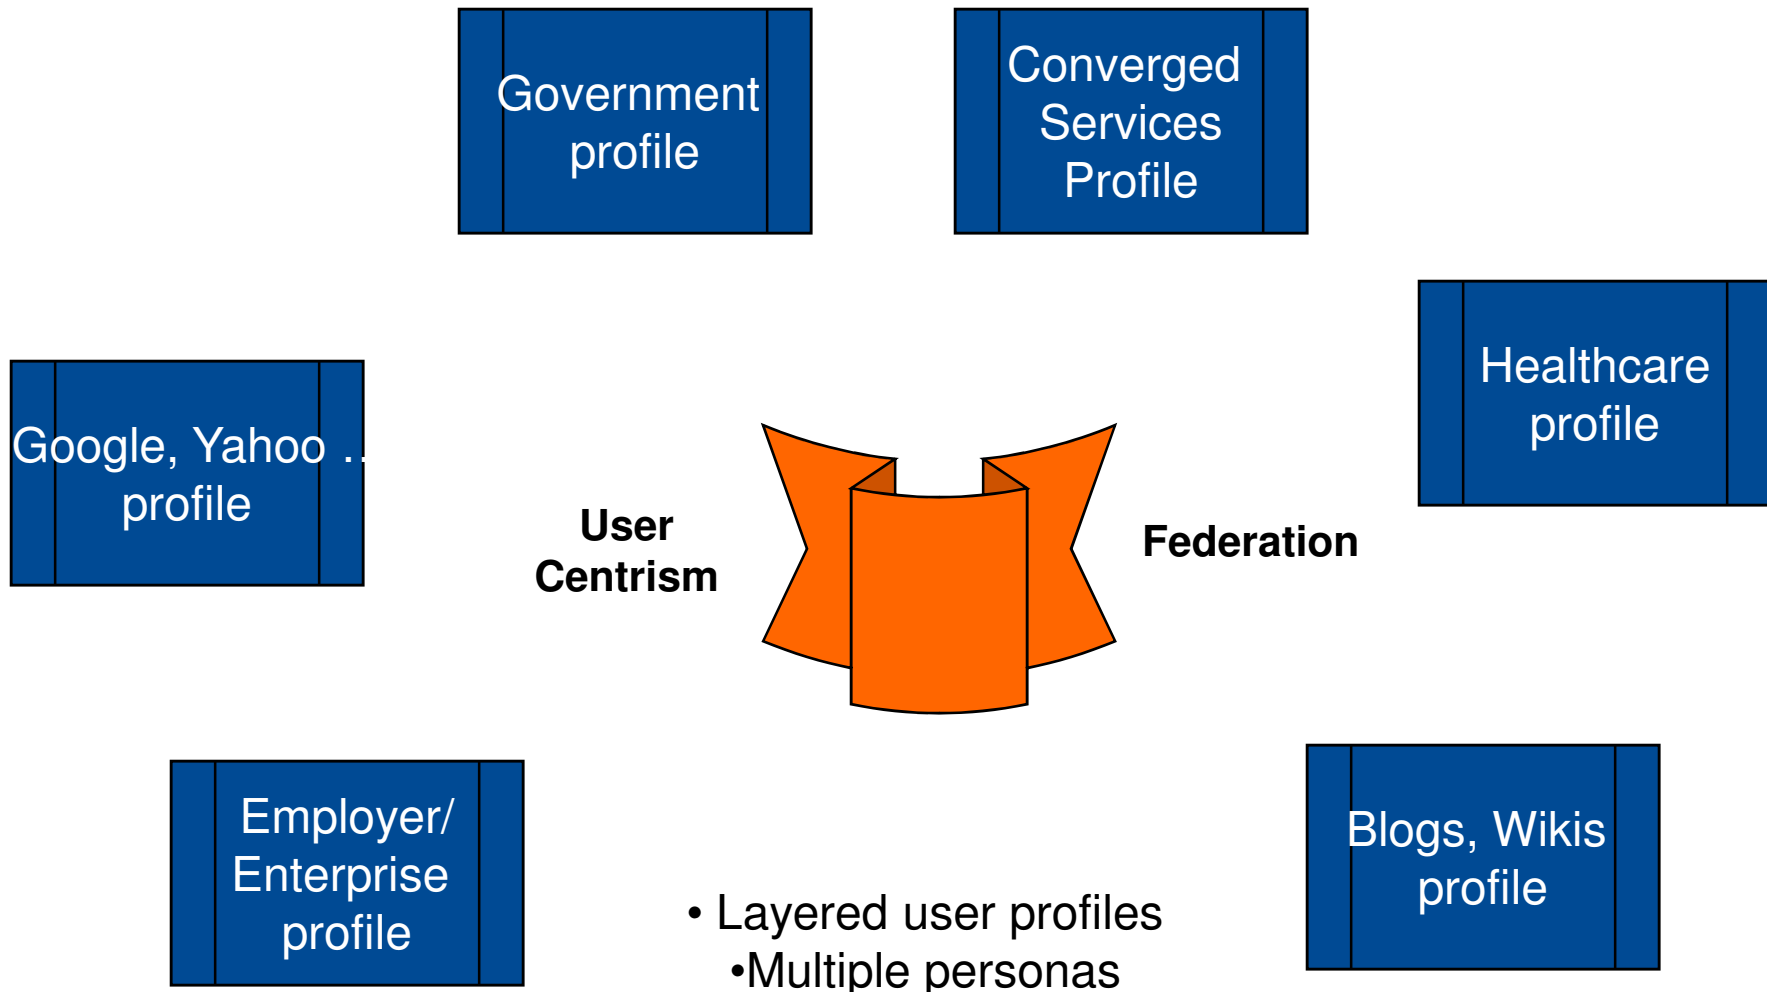 Government
profile
Converged
Services
Profile
Healthcare
profile
Google, Yahoo ..
profile
User
Centrism
Federation
Employer/
Enterprise
profile
Blogs, Wikis
profile
• Layered user profiles
•Multiple personas